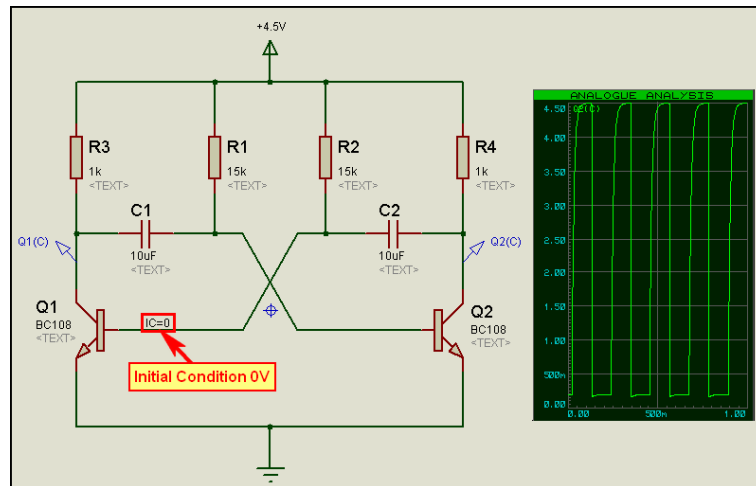 +4.5V
R3
1k
<TEXT>
R1
15k
<TEXT>
R2
15k
<TEXT>
R4
1k
<TEXT>
C1
10uF
<TEXT>
C2
10uF
<TEXT>
Q1(C)
Q2(C)
Q1
BC108
<TEXT>
IC=0
Initial Condition 0V
Q2
BC108
<TEXT>
ANALOGUE ANALYSIS
Q2(C)
4.50
4.00
3.50
3.00
2.50
2.00
1.50
1.00
500m
0.00
0.00 500m 1.00